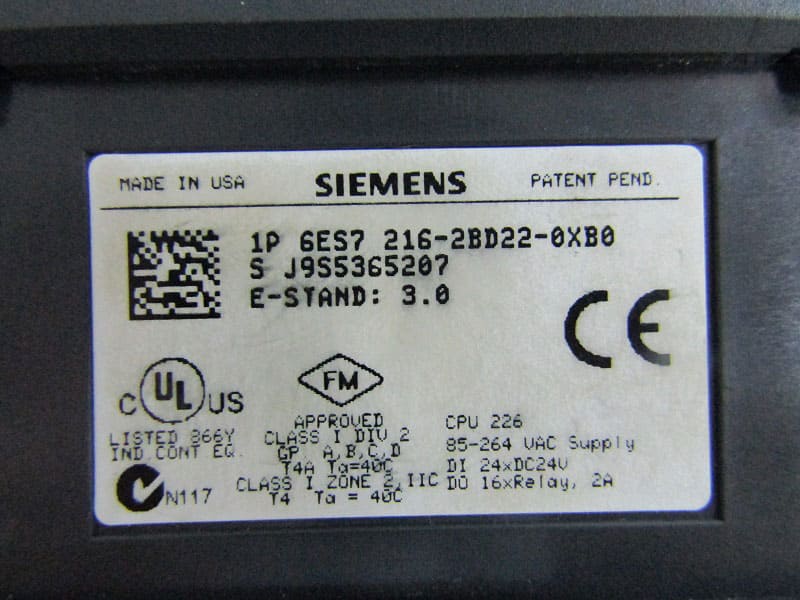 MADE IN USA SIEMENS PATENT PEND.
1P 6ES7 216-2BD22-0XB0
S J9S5365207
E-STAND: 3.0
CE
C UL US
LISTED 866Y
IND.CONT EQ.
N117
FM
APPROVED
CLASS I DIV 2
GP. A,B,C,D
T4A Ta=40C
CLASS I ZONE 2,IIC
T4 Ta = 40C
CPU 226
85-264 VAC Supply
DI 24xDC24V
DO 16xRelay, 2A